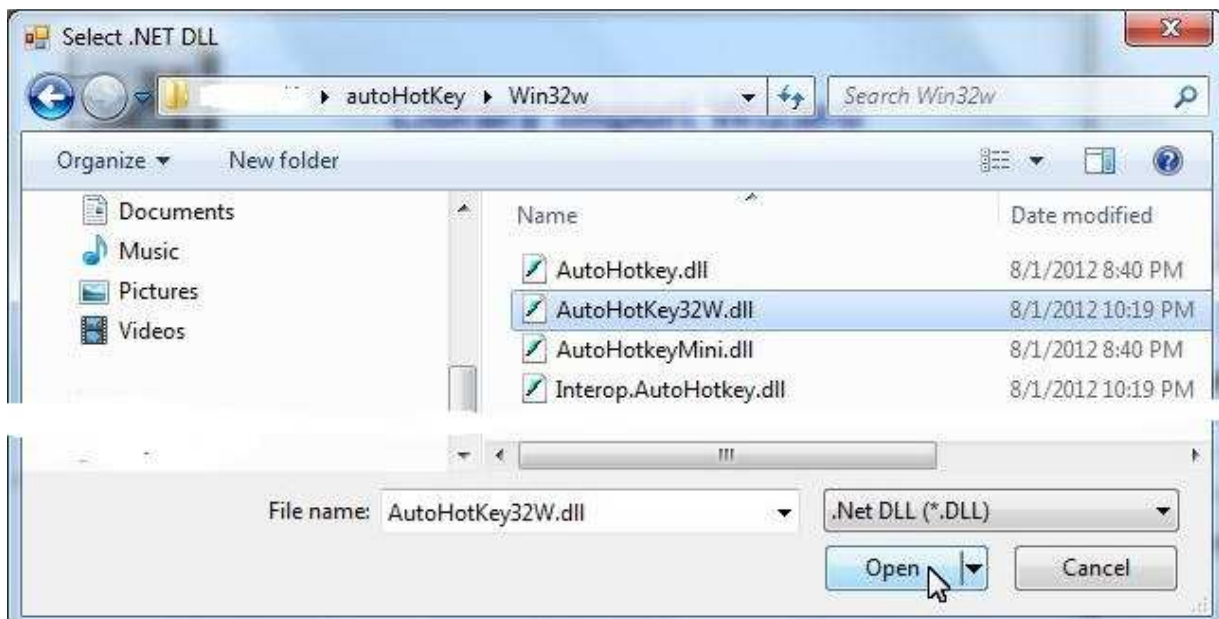 Select .NET DLL
autoHotKey Win32w
Search Win32w
Organize New folder
Documents
Music
Pictures
Videos
Name Date modified
AutoHotkey.dll 8/1/2012 8:40 PM
AutoHotKey32W.dll 8/1/2012 10:19 PM
AutoHotkeyMini.dll 8/1/2012 8:40 PM
Interop.AutoHotkey.dll 8/1/2012 10:19 PM
File name: AutoHotKey32W.dll .Net DLL (*.DLL)
Open Cancel